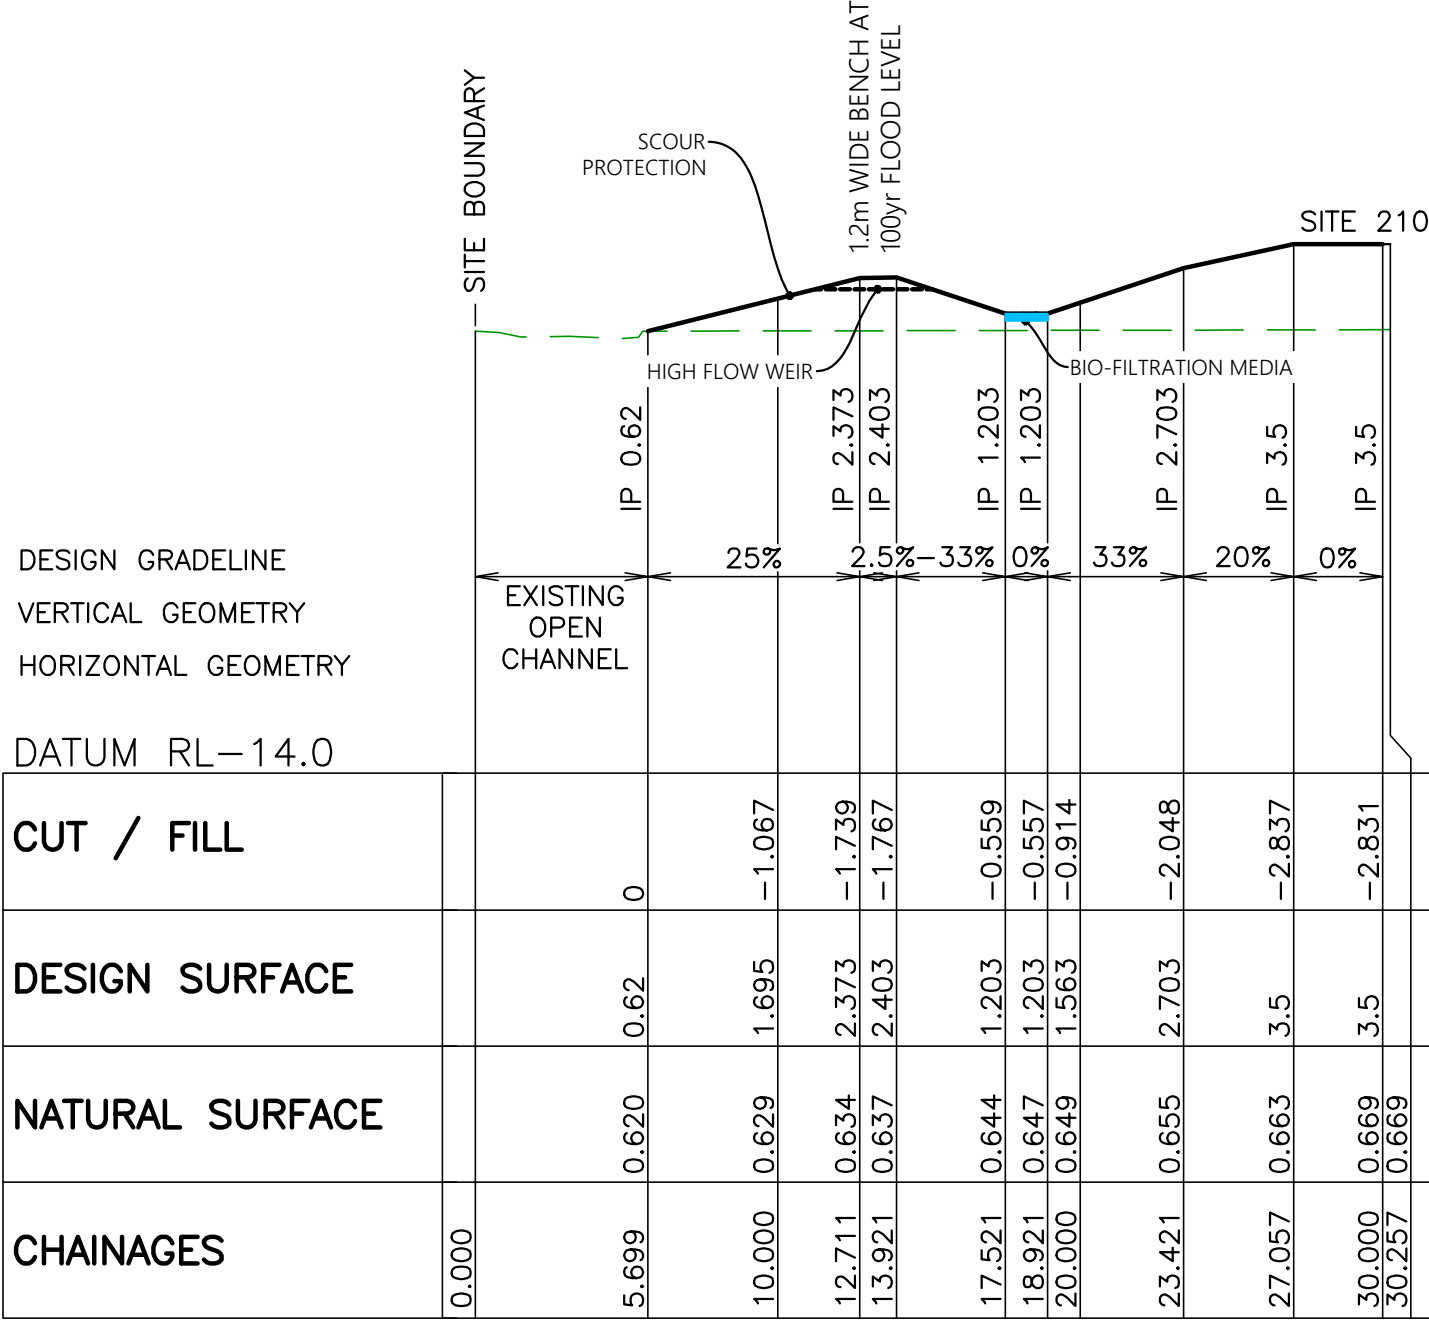 1.2m WIDE BENCH AT
100yr FLOOD LEVEL
SITE BOUNDARY
SCOUR
PROTECTION
SITE 210
HIGH FLOW WEIR
BIO-FILTRATION MEDIA
IP 0.62
IP 2.373
IP 2.403
IP 1.203
IP 1.203
IP 2.703
IP 3.5
IP 3.5
DESIGN GRADELINE
25%
2.5%
-33%
0%
33%
20%
0%
EXISTING
OPEN
CHANNEL
VERTICAL GEOMETRY
HORIZONTAL GEOMETRY
DATUM RL-14.0
CUT / FILL
0
-1.067
-1.739
-1.767
-0.559
-0.557
-0.914
-2.048
-2.837
-2.831
DESIGN SURFACE
0.62
1.695
2.373
2.403
1.203
1.203
1.563
2.703
3.5
3.5
NATURAL SURFACE
0.620
0.629
0.634
0.637
0.644
0.647
0.649
0.655
0.663
0.669
0.669
CHAINAGES
0.000
5.699
10.000
12.711
13.921
17.521
18.921
20.000
23.421
27.057
30.000
30.257